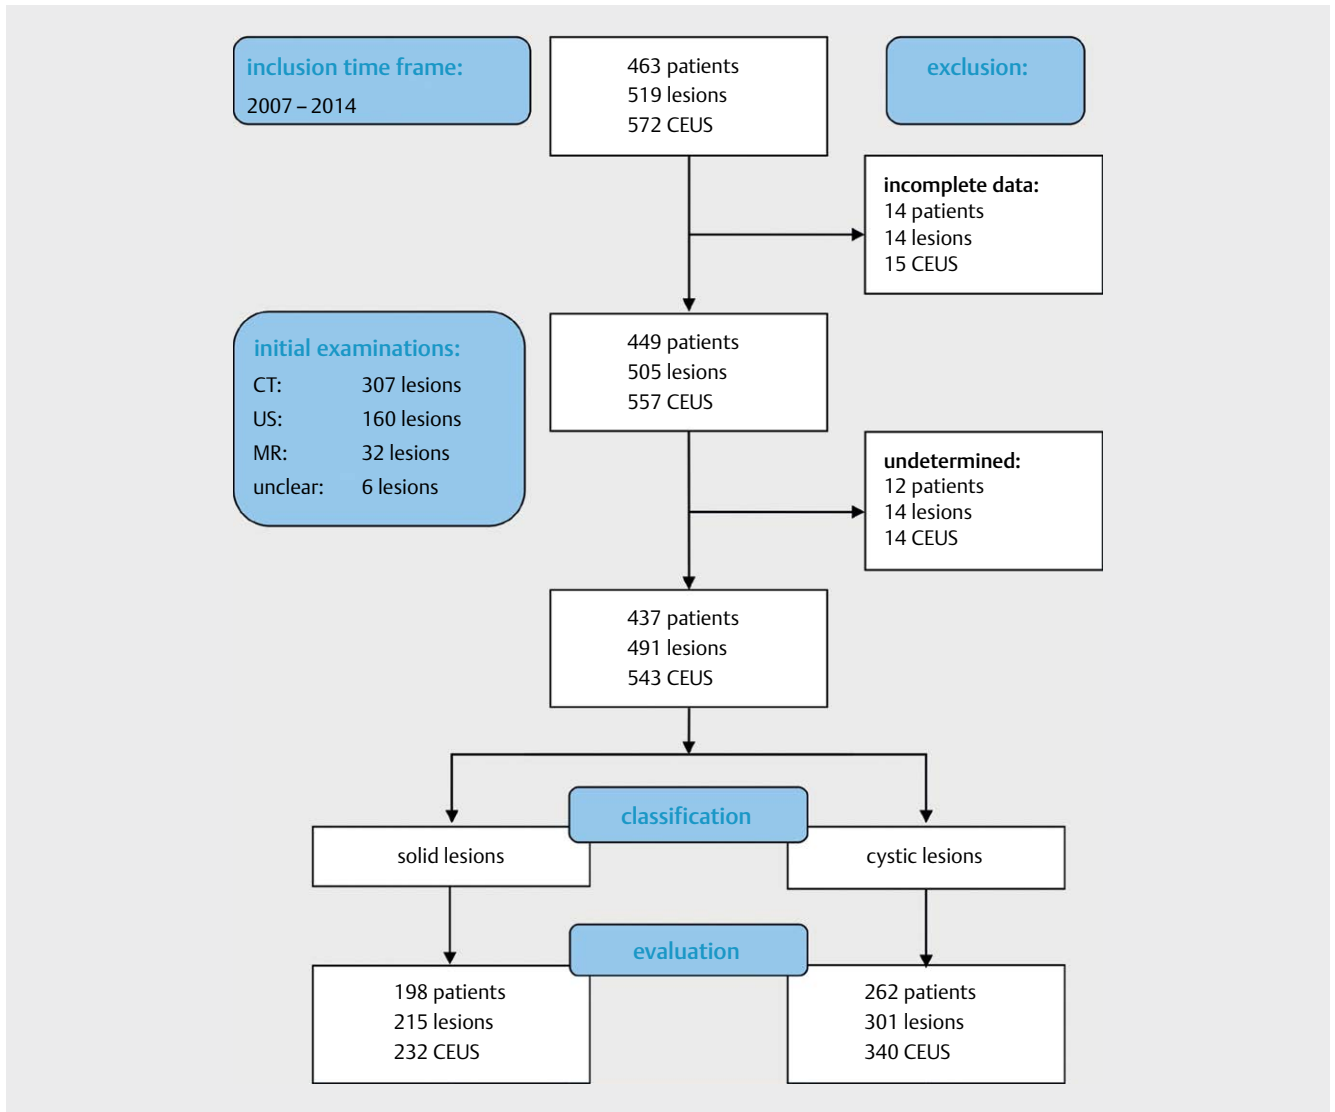 inclusion time frame:
2007 – 2014
463 patients
519 lesions
572 CEUS
exclusion:
incomplete data:
14 patients
14 lesions
15 CEUS
initial examinations:
CT: 307 lesions
US: 160 lesions
MR: 32 lesions
unclear: 6 lesions
449 patients
505 lesions
557 CEUS
undetermined:
12 patients
14 lesions
14 CEUS
437 patients
491 lesions
543 CEUS
classification
solid lesions
cystic lesions
evaluation
198 patients
215 lesions
232 CEUS
262 patients
301 lesions
340 CEUS